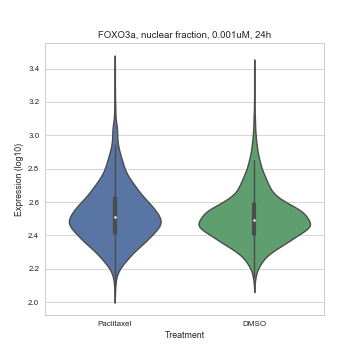 FOXO3a, nuclear fraction, 0.001uM, 24h
3.4
3.2
3.0
2.8
2.6
2.4
2.2
2.0
Expression (log10)
Paclitaxel
DMSO
Treatment